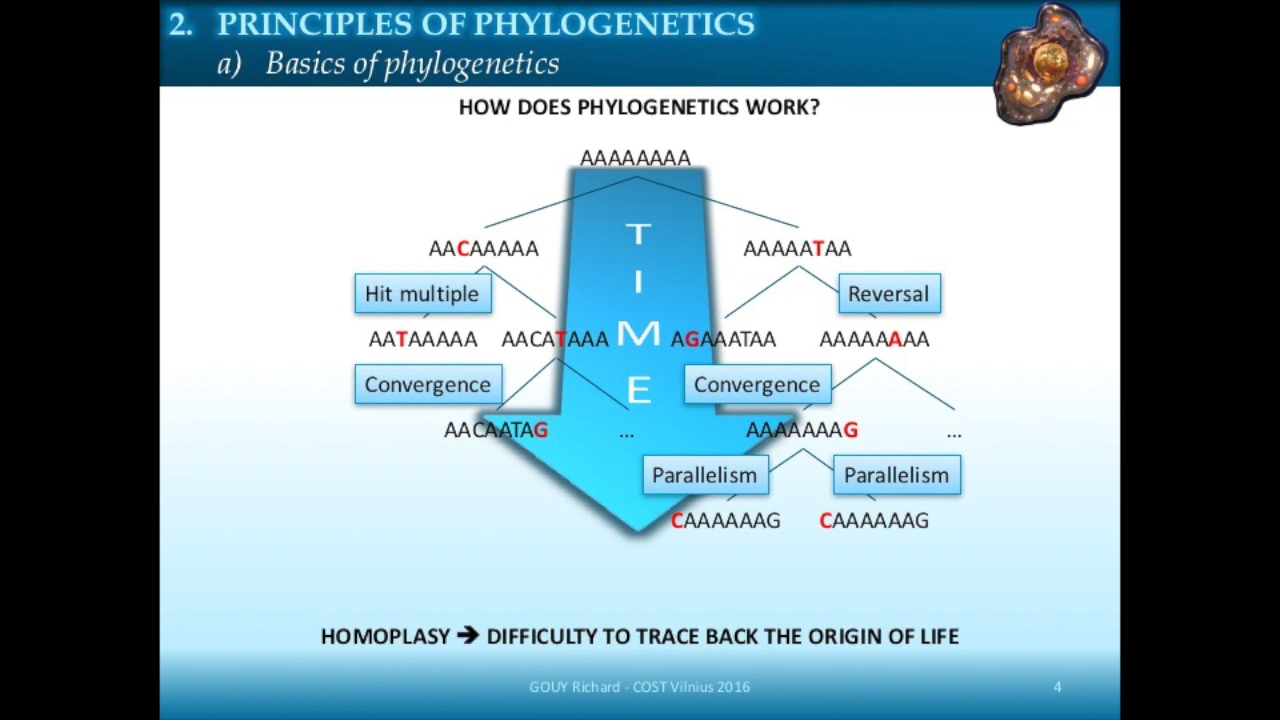 2. PRINCIPLES OF PHYLOGENETICS
a) Basics of phylogenetics
HOW DOES PHYLOGENETICS WORK?
AAAAAAAA
T
I
M
E
AACAAAAA AAAAATAA
Hit multiple Reversal
AATAAAAA AACATAAA AGAAATAA AAAAAAAA
Convergence Convergence
AACAATAG ... AAAAAAAG ...
Parallelism Parallelism
CAAAAAAG CAAAAAAG
HOMOPLASY ➔ DIFFICULTY TO TRACE BACK THE ORIGIN OF LIFE
GOUY Richard - COST Vilnius 2016 4